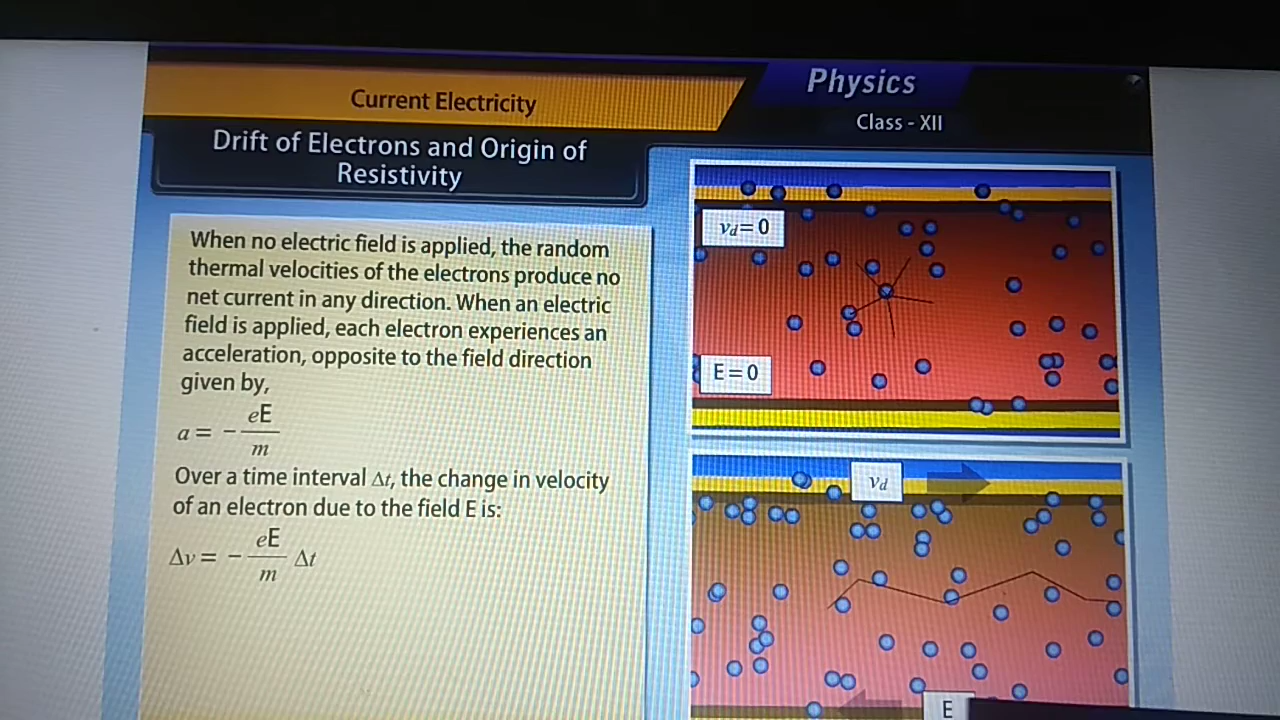 Current Electricity
Physics
Class - XII
Drift of Electrons and Origin of
Resistivity
When no electric field is applied, the random
thermal velocities of the electrons produce no
net current in any direction. When an electric
field is applied, each electron experiences an
acceleration, opposite to the field direction
given by,
a = - eE/m
Over a time interval Δt, the change in velocity
of an electron due to the field E is:
Δv = - eE/m Δt
vd = 0
E = 0
vd
E